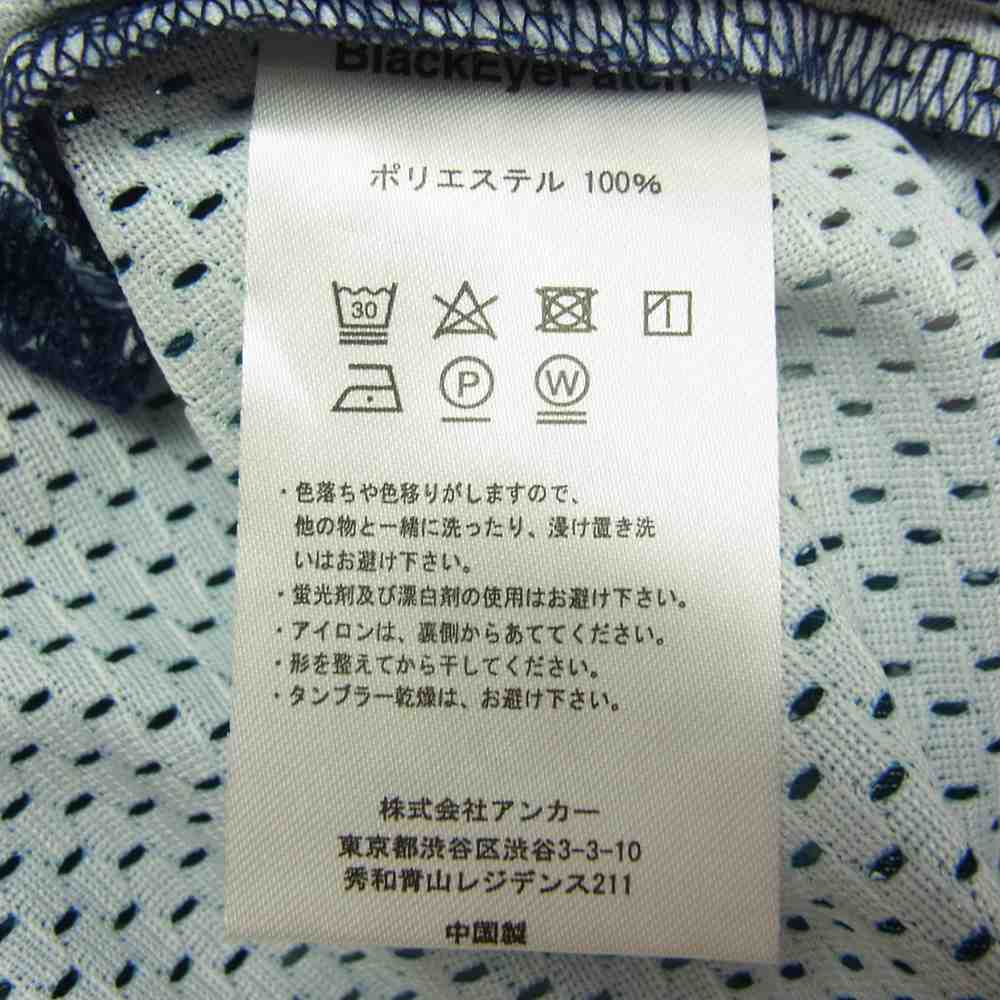 BlackEyePatch
ポリエステル 100%
30
P
W
・色落ちや色移りがしますので、
他の物と一緒に洗ったり、浸け置き洗
いはお避け下さい。
・蛍光剤及び漂白剤の使用はお避け下さい。
・アイロンは、裏側からあててください。
・形を整えてから干してください。
・タンブラー乾燥は、お避け下さい。
株式会社アンカー
東京都渋谷区渋谷3-3-10
秀和青山レジデンス211
中国製